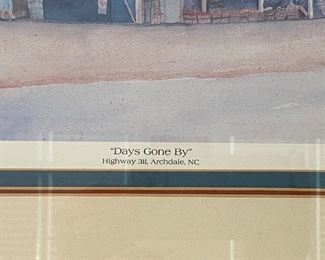 "Days Gone By"
Highway 311, Archdale, NC